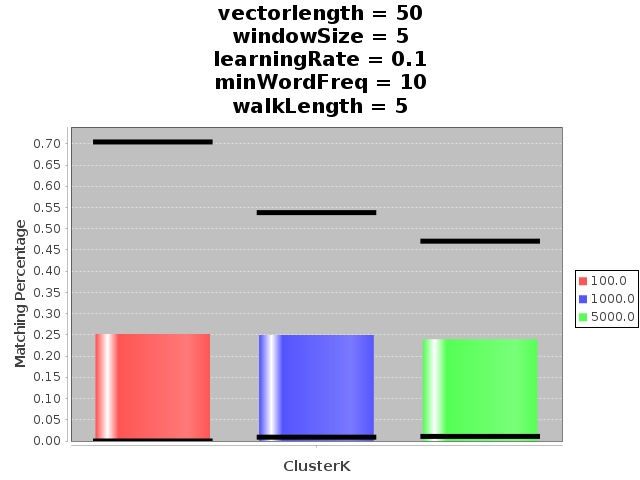 vectorlength = 50
windowSize = 5
learningRate = 0.1
minWordFreq = 10
walkLength = 5
Matching Percentage
0.70
0.65
0.60
0.55
0.50
0.45
0.40
0.35
0.30
0.25
0.20
0.15
0.10
0.05
0.00
100.0
1000.0
5000.0
ClusterK